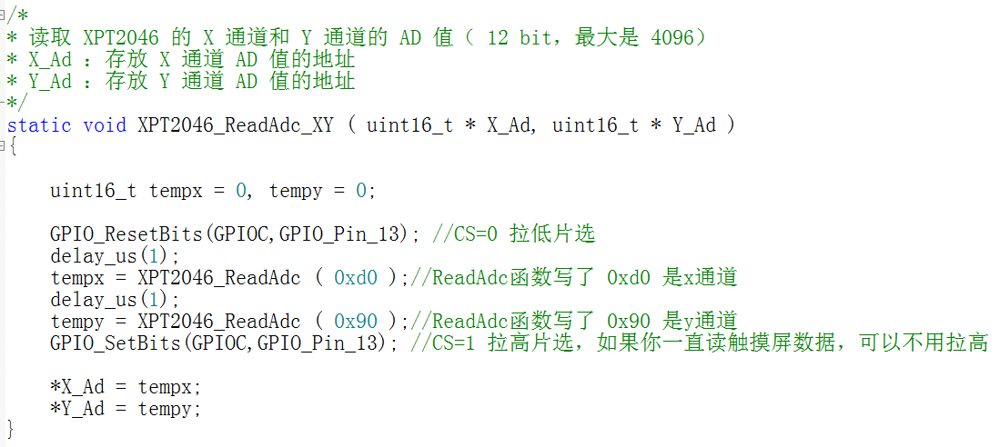 /*
* 读取 XPT2046 的 X 通道和 Y 通道的 AD 值（ 12 bit，最大是 4096）
* X_Ad ：存放 X 通道 AD 值的地址
* Y_Ad ：存放 Y 通道 AD 值的地址
*/
static void XPT2046_ReadAdc_XY ( uint16_t * X_Ad, uint16_t * Y_Ad )
{
    uint16_t tempx = 0, tempy = 0;
    GPIO_ResetBits(GPIOC,GPIO_Pin_13); //CS=0 拉低片选
    delay_us(1);
    tempx = XPT2046_ReadAdc ( 0xd0 );//ReadAdc函数写了 0xd0 是x通道
    delay_us(1);
    tempy = XPT2046_ReadAdc ( 0x90 );//ReadAdc函数写了 0x90 是y通道
    GPIO_SetBits(GPIOC,GPIO_Pin_13); //CS=1 拉高片选，如果你一直读触摸屏数据，可以不用拉高
    *X_Ad = tempx;
    *Y_Ad = tempy;
}